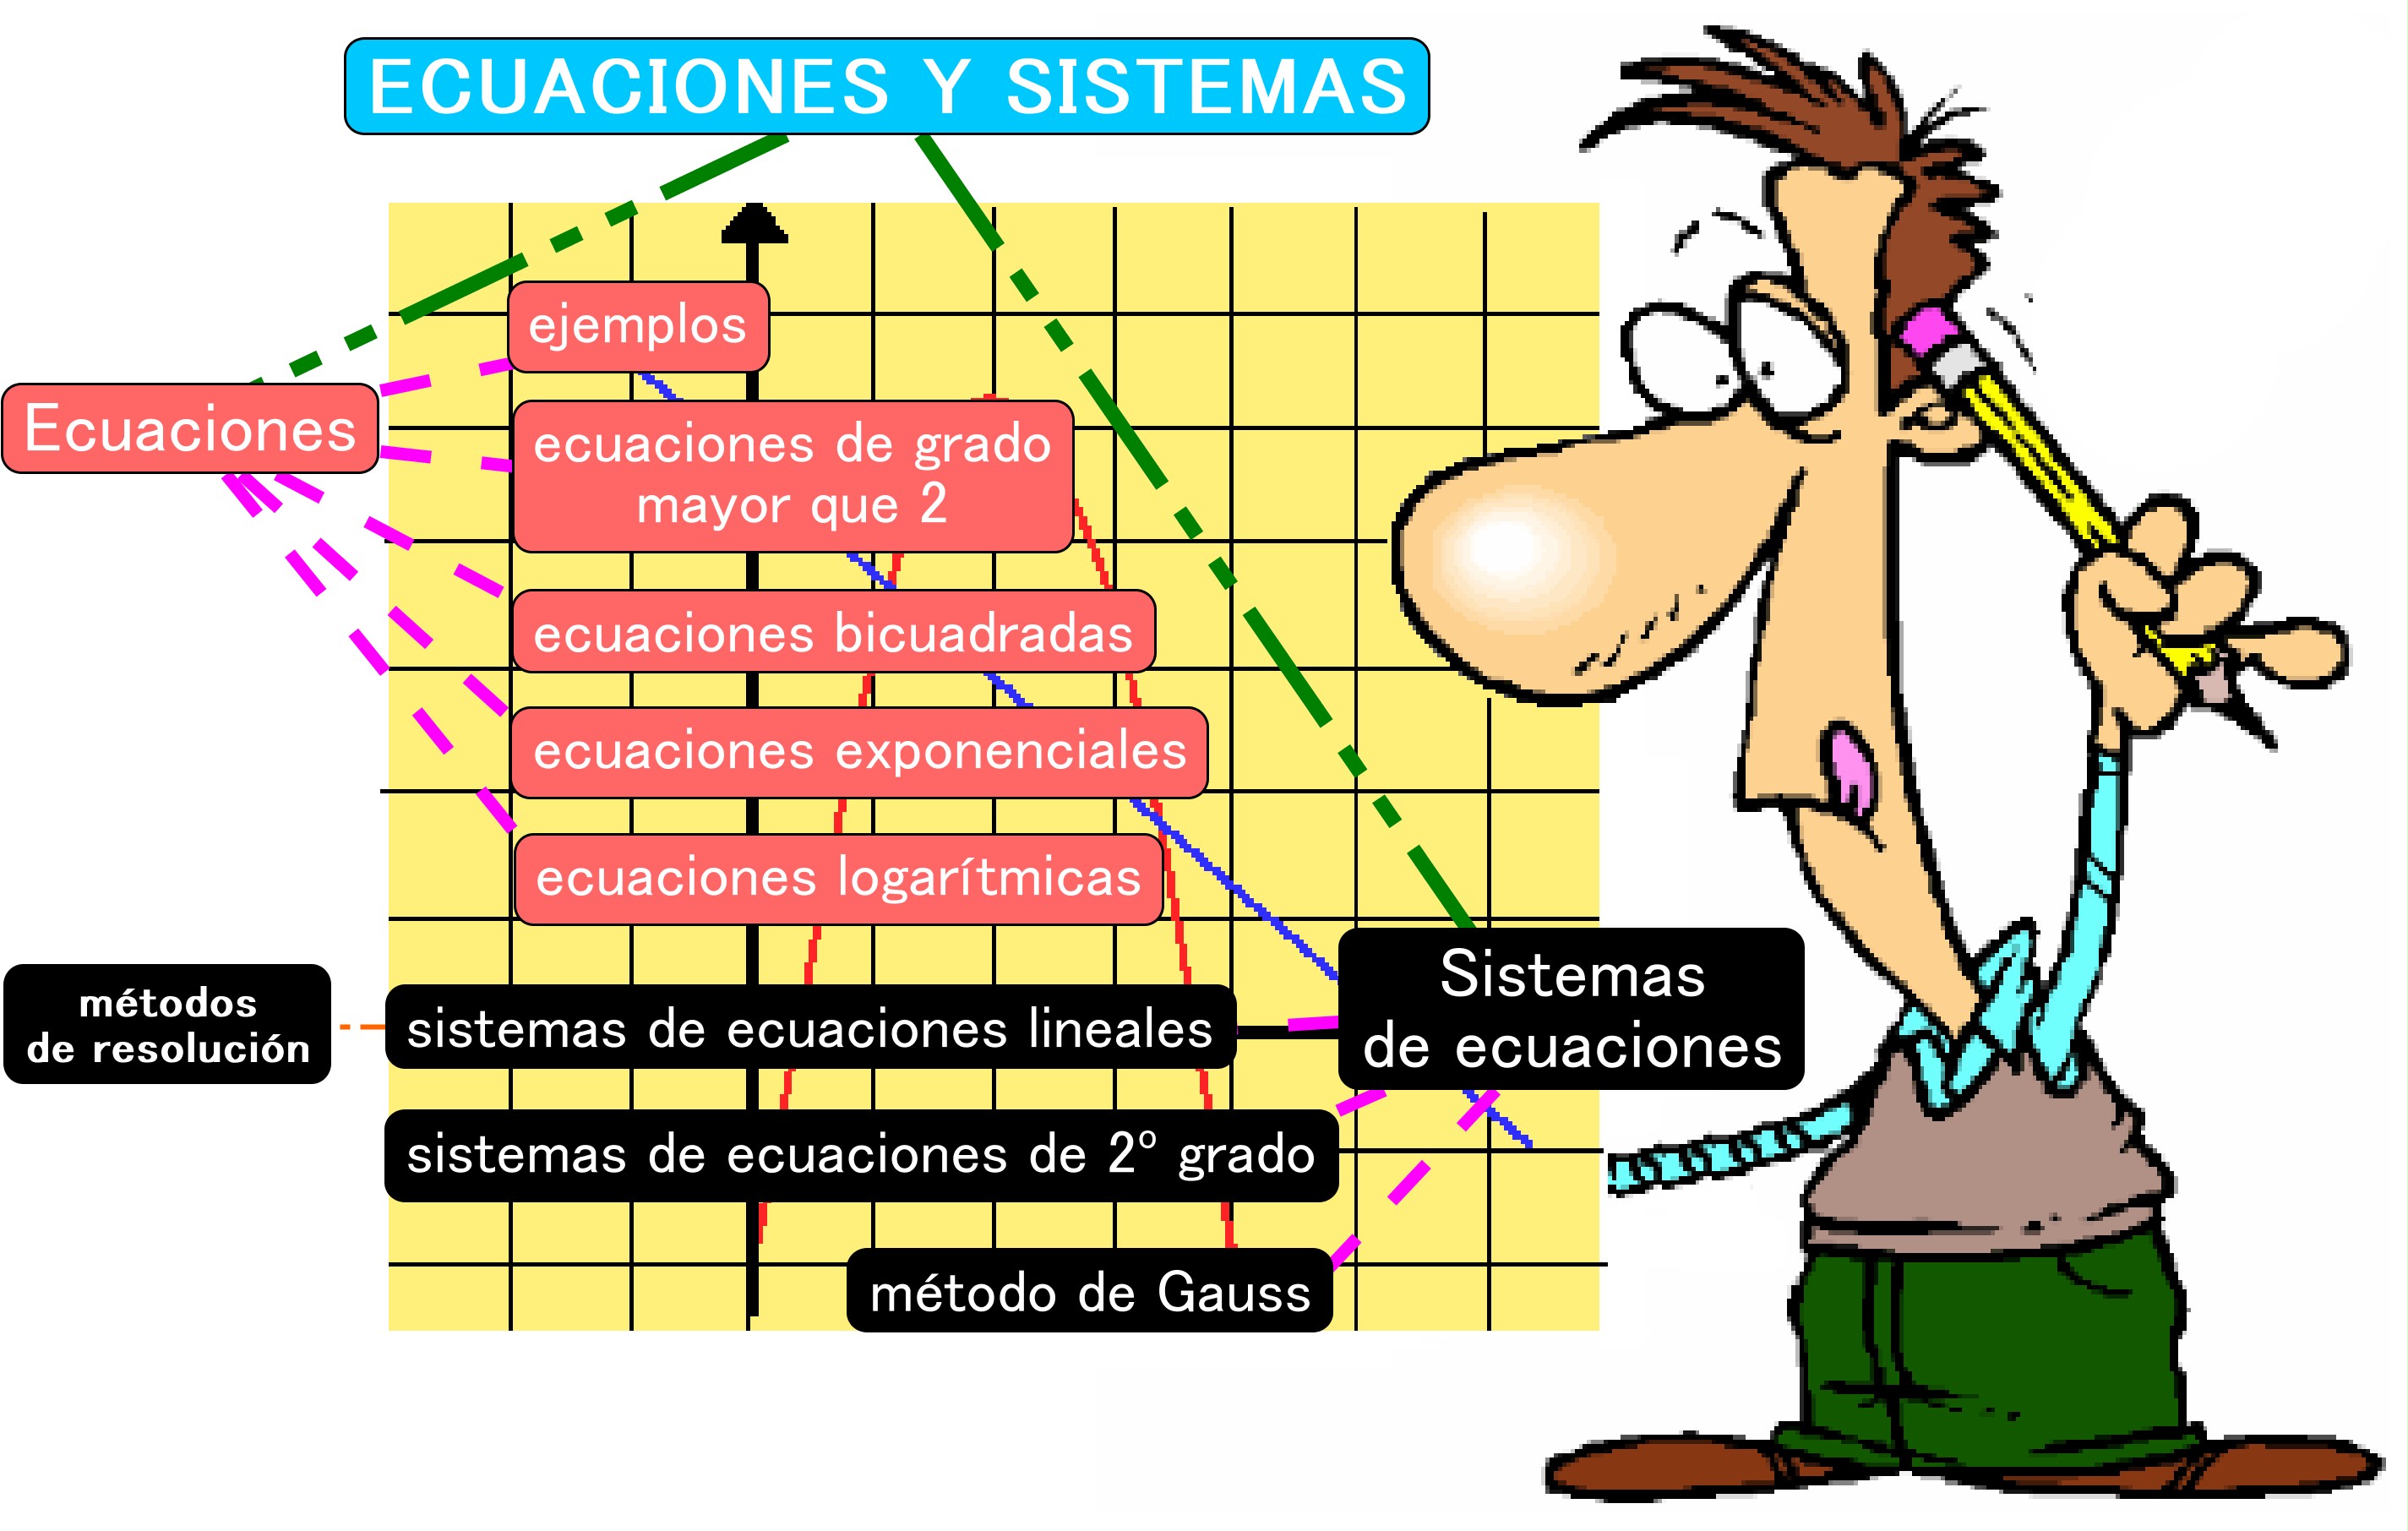 ECUACIONES Y SISTEMAS
ejemplos
Ecuaciones
ecuaciones de grado
mayor que 2
ecuaciones bicuadradas
ecuaciones exponenciales
ecuaciones logarítmicas
Sistemas
de ecuaciones
métodos
de resolución
sistemas de ecuaciones lineales
sistemas de ecuaciones de 2º grado
método de Gauss